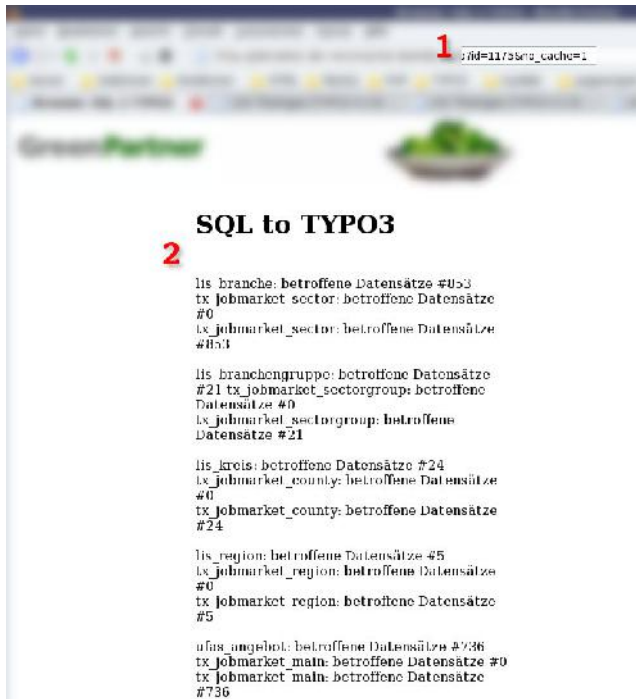 1
?id=1175&no_cache=1
GreenPartner
SQL to TYPO3
2
lis_branche: betroffene Datensätze #853
tx_jobmarket_sector: betroffene Datensätze
#0
tx_jobmarket_sector: betroffene Datensätze
#853
lis_branchengruppe: betroffene Datensätze
#21 tx_jobmarket_sectorgroup: betroffene
Datensätze #0
tx_jobmarket_sectorgroup: betroffene
Datensätze #21
lis_kreis: betroffene Datensätze #24
tx_jobmarket_county: betroffene Datensätze
#0
tx_jobmarket_county: betroffene Datensätze
#24
lis_region: betroffene Datensätze #5
tx_jobmarket_region: betroffene Datensätze
#0
tx_jobmarket_region: betroffene Datensätze
#5
ufas_angebot: betroffene Datensätze #736
tx_jobmarket_main: betroffene Datensätze #0
tx_jobmarket_main: betroffene Datensätze
#736